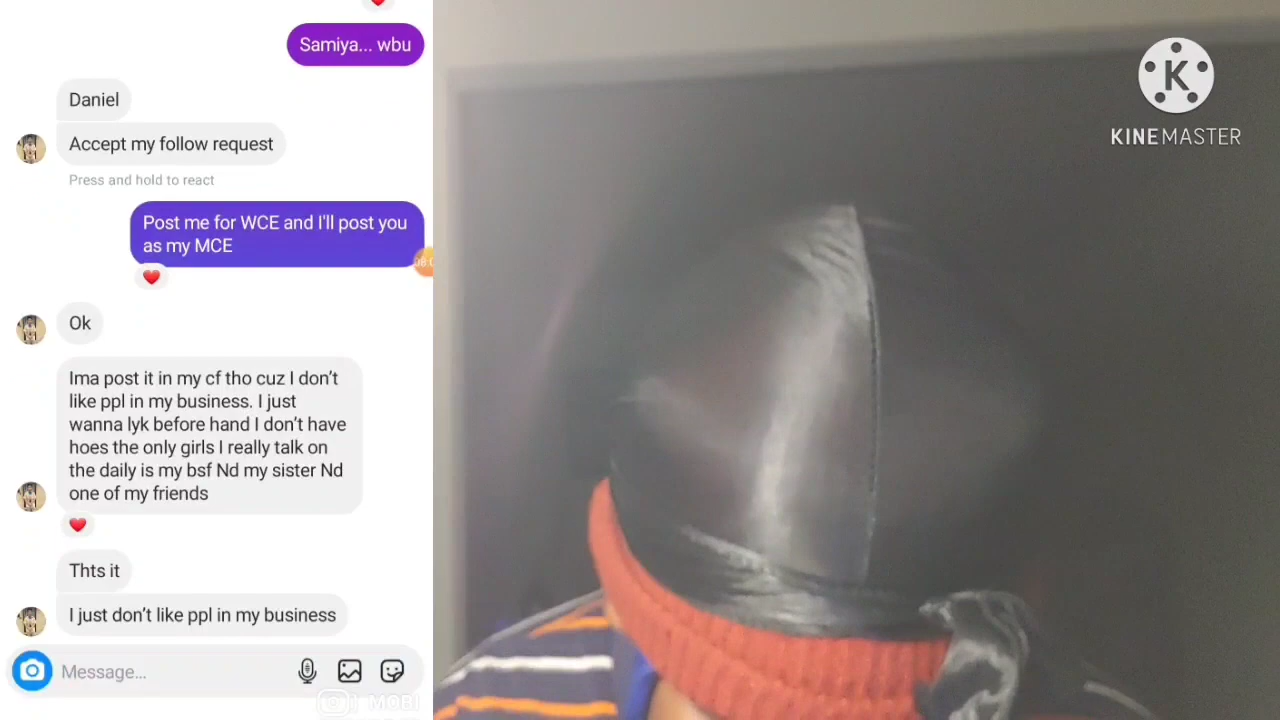 Samiya... wbu
Daniel
Accept my follow request
Press and hold to react
Post me for WCE and I'll post you
as my MCE
Ok
Ima post it in my cf tho cuz I don't
like ppl in my business. I just
wanna lyk before hand I don't have
hoes the only girls I really talk on
the daily is my bsf Nd my sister Nd
one of my friends
Thts it
I just don't like ppl in my business
Message...
MOBI
K
KINEMASTER